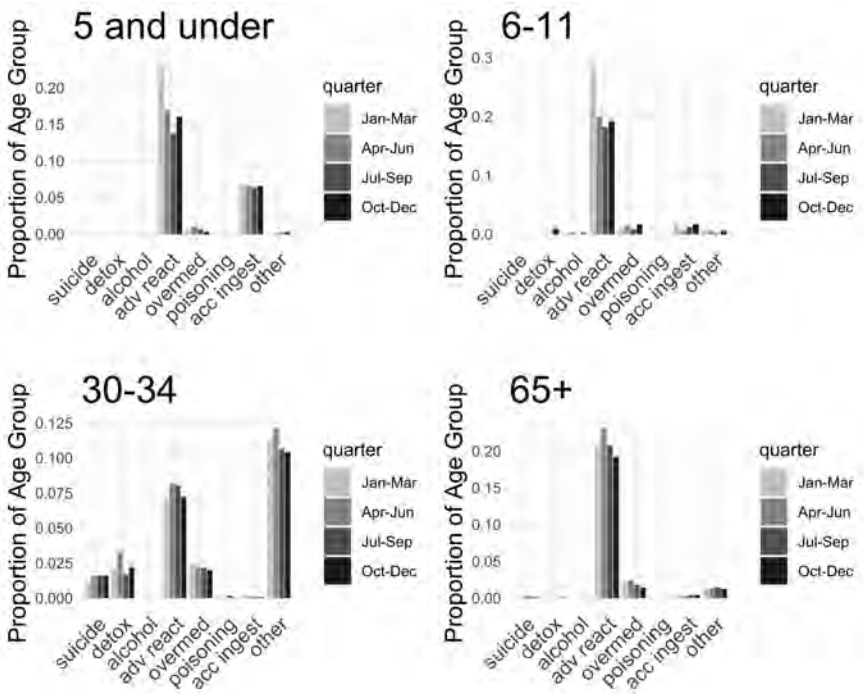 5 and under
Proportion of Age Group
0.20
0.15
0.10
0.05
0.00
suicide
detox
alcohol
adv react
overmed
poisoning
acc ingest
other
quarter
Jan-Mar
Apr-Jun
Jul-Sep
Oct-Dec
6-11
Proportion of Age Group
0.3
0.2
0.1
0.0
suicide
detox
alcohol
adv react
overmed
poisoning
acc ingest
other
quarter
Jan-Mar
Apr-Jun
Jul-Sep
Oct-Dec
30-34
Proportion of Age Group
0.125
0.100
0.075
0.050
0.025
0.000
suicide
detox
alcohol
adv react
overmed
poisoning
acc ingest
other
quarter
Jan-Mar
Apr-Jun
Jul-Sep
Oct-Dec
65+
Proportion of Age Group
0.20
0.15
0.10
0.05
0.00
suicide
detox
alcohol
adv react
overmed
poisoning
acc ingest
other
quarter
Jan-Mar
Apr-Jun
Jul-Sep
Oct-Dec